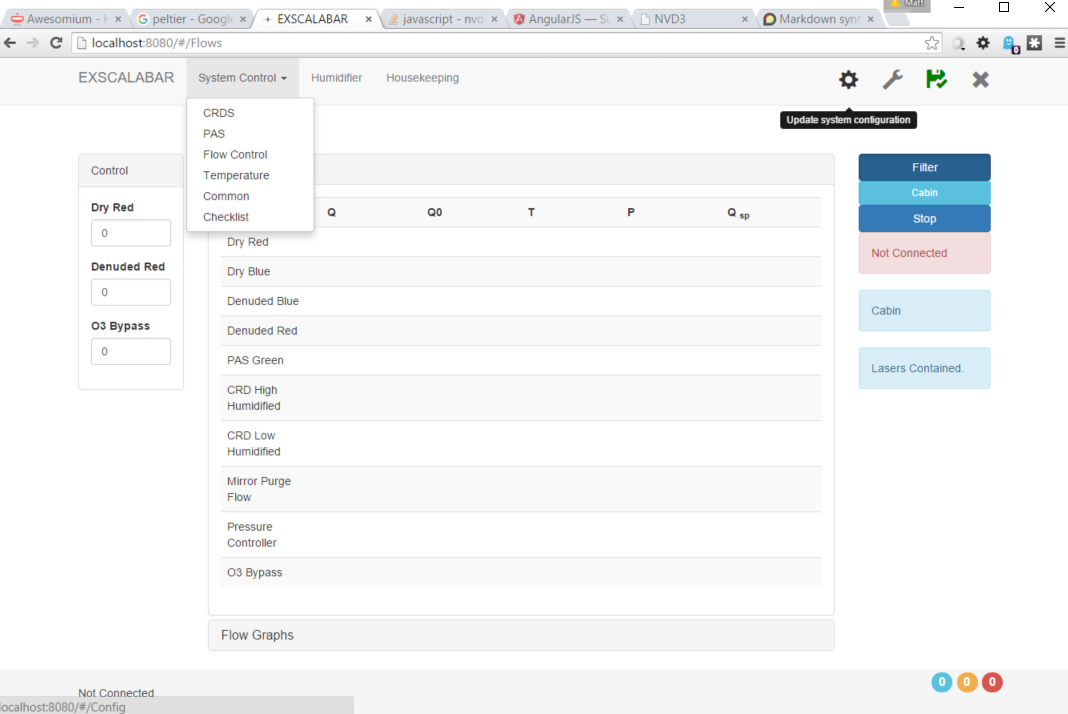 Matt
Awesomium - H
peltier - Google
EXSCALABAR
javascript - nvd
AngularJS — Su
NVD3
Markdown synt
localhost:8080/#/Flows
0
EXSCALABAR
System Control
Humidifier
Housekeeping
Update system configuration
CRDS
PAS
Flow Control
Temperature
Common
Checklist
Control
Dry Red
0
Denuded Red
0
O3 Bypass
0
Q Q0 T P Q sp
Dry Red
Dry Blue
Denuded Blue
Denuded Red
PAS Green
CRD High
Humidified
CRD Low
Humidified
Mirror Purge
Flow
Pressure
Controller
O3 Bypass
Flow Graphs
Filter
Cabin
Stop
Not Connected
Cabin
Lasers Contained.
Not Connected
0 0 0
localhost:8080/#/Config